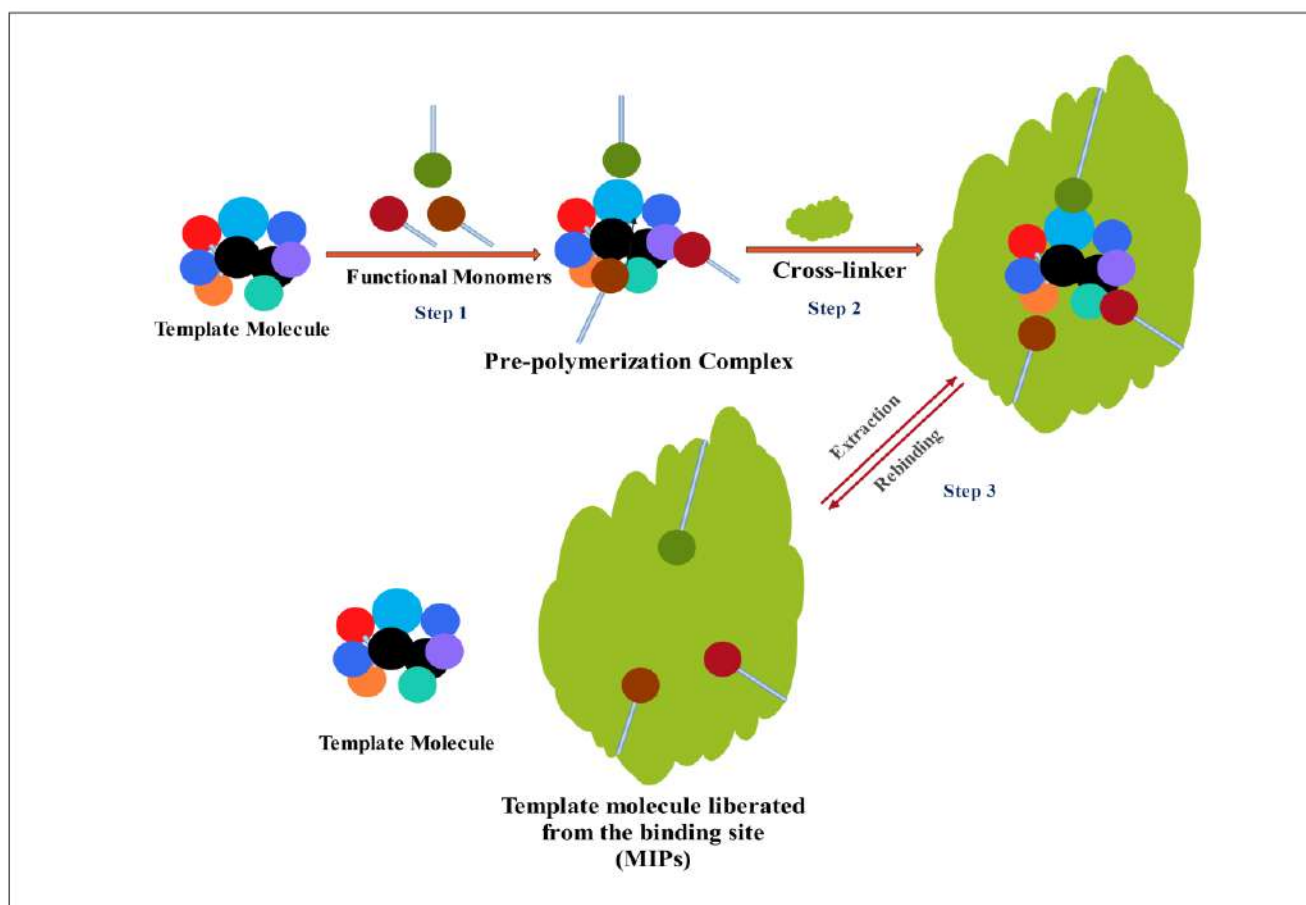 Template Molecule
Functional Monomers
Step 1
Pre-polymerization Complex
Cross-linker
Step 2
Extraction
Rebinding
Step 3
Template Molecule
Template molecule liberated
from the binding site
(MIPs)